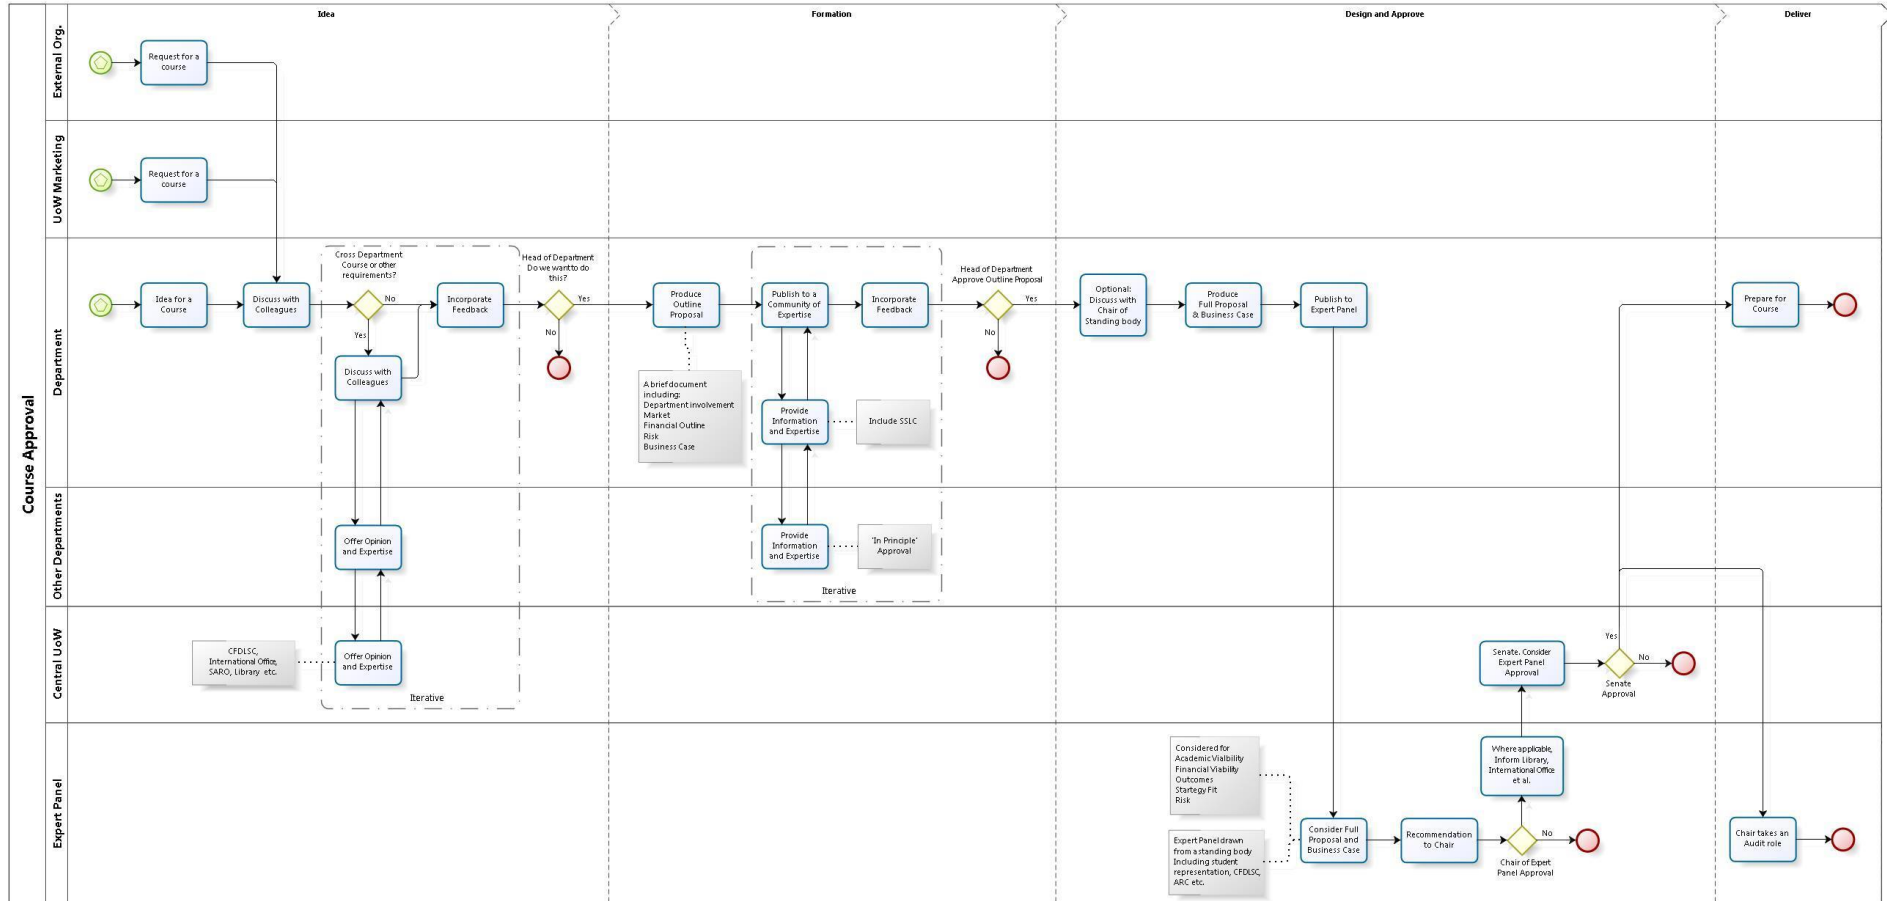 Idea
Formation
Design and Approve
Deliver
Course Approval
External Org.
Request for a
course
UoW Marketing
Request for a
course
Department
Idea for a
Course
Discuss with
Colleagues
Cross Department
Course or other
requirements?
No
Yes
Discuss with
Colleagues
Incorporate
Feedback
Head of Department
Do we want to do
this?
Yes
No
Produce
Outline
Proposal
A brief document
including:
Department involvement
Market
Financial Outline
Risk
Business Case
Publish to a
Community of
Expertise
Incorporate
Feedback
Provide
Information
and Expertise
Include SSLC
Head of Department
Approve Outline Proposal
Yes
No
Optional:
Discuss with
Chair of
Standing body
Produce
Full Proposal
& Business Case
Publish to
Expert Panel
Prepare for
Course
Other Departments
Offer Opinion
and Expertise
Provide
Information
and Expertise
'In Principle'
Approval
Iterative
Central UoW
CFDLSC,
International Office,
SARO, Library etc.
Offer Opinion
and Expertise
Iterative
Senate. Consider
Expert Panel
Approval
Yes
No
Senate
Approval
Expert Panel
Considered for
Academic Vialbility
Financial Viability
Outcomes
Startegy Fit
Risk
Expert Panel drawn
from a standing body
Including student
representation, CFDLSC,
ARC etc.
Consider Full
Proposal and
Business Case
Recommendation
to Chair
Where applicable,
Inform Library,
International Office
et al.
No
Chair of Expert
Panel Approval
Chair takes an
Audit role